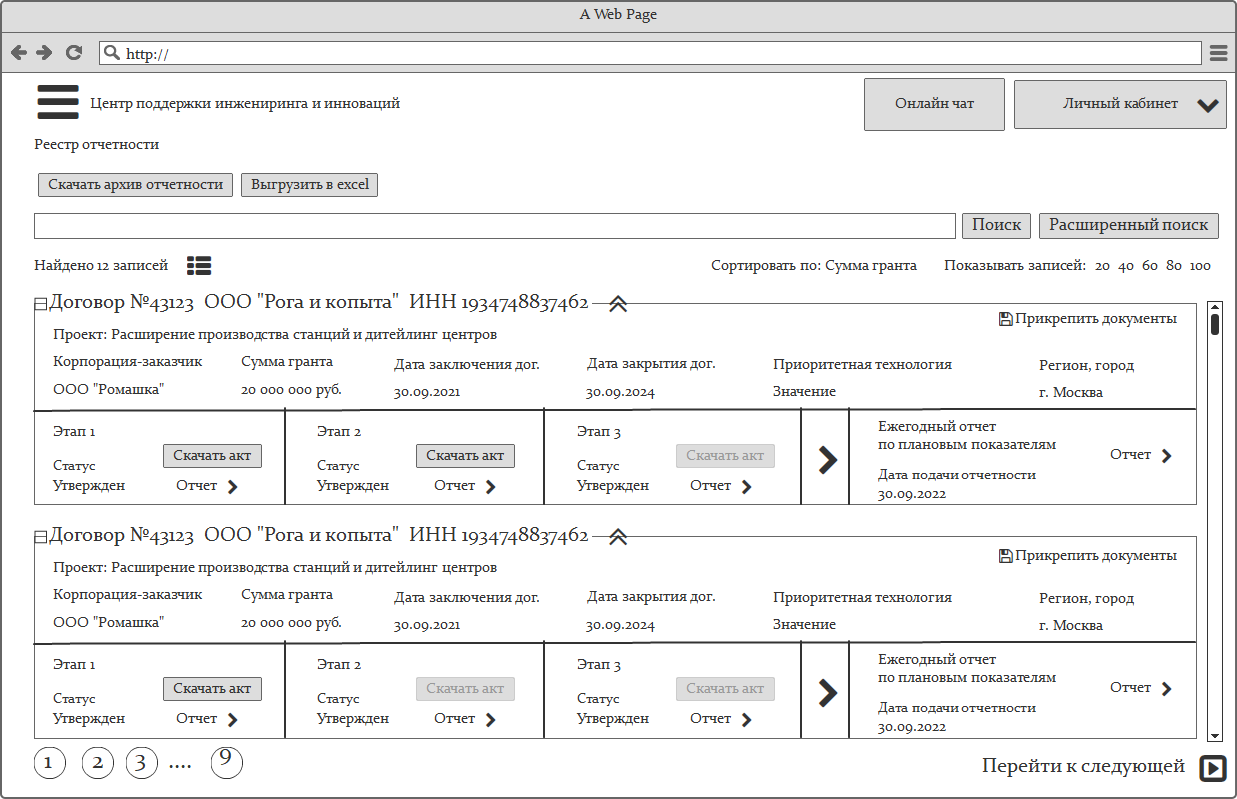 A Web Page
http://
Центр поддержки инжениринга и инноваций
Онлайн чат
Личный кабинет
Реестр отчетности
Скачать архив отчетности
Выгрузить в excel
Поиск
Расширенный поиск
Найдено 12 записей
Сортировать по: Сумма гранта
Показывать записей: 20 40 60 80 100
Договор №43123 ООО "Рога и копыта" ИНН 1934748837462
Прикрепить документы
Проект: Расширение производства станций и дитейлинг центров
Корпорация-заказчик Сумма гранта Дата заключения дог. Дата закрытия дог. Приоритетная технология Регион, город
ООО "Ромашка" 20 000 000 руб. 30.09.2021 30.09.2024 Значение г. Москва
Этап 1
Скачать акт
Статус
Утвержден
Отчет
Этап 2
Скачать акт
Статус
Утвержден
Отчет
Этап 3
Скачать акт
Статус
Утвержден
Отчет
Ежегодный отчет
по плановым показателям
Отчет
Дата подачи отчетности
30.09.2022
Договор №43123 ООО "Рога и копыта" ИНН 1934748837462
Прикрепить документы
Проект: Расширение производства станций и дитейлинг центров
Корпорация-заказчик Сумма гранта Дата заключения дог. Дата закрытия дог. Приоритетная технология Регион, город
ООО "Ромашка" 20 000 000 руб. 30.09.2021 30.09.2024 Значение г. Москва
Этап 1
Скачать акт
Статус
Утвержден
Отчет
Этап 2
Скачать акт
Статус
Утвержден
Отчет
Этап 3
Скачать акт
Статус
Утвержден
Отчет
Ежегодный отчет
по плановым показателям
Отчет
Дата подачи отчетности
30.09.2022
1 2 3 .... 9
Перейти к следующей